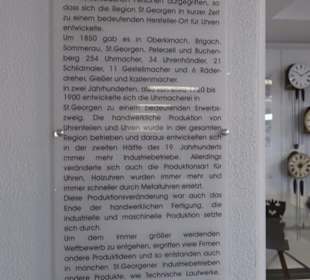 sich die Region St.Georgen in kurzer Zeit
zu einem bedeutenden Hersteller-Ort für Uhren
entwickelte.
Um 1850 gab es in Oberkirnach, Brigach,
Sommerau, St.Georgen, Peterzell und Buchen-
berg 254 Uhrmacher, 34 Uhrenhändler, 21
Schildmaler, 11 Gestellmacher und 6 Räder-
dreher, Gießer und Kastenmacher.
In zwei Jahrhunderten, bis
1900 entwickelte sich die Uhrmacherei in
St.Georgen zu einem bedeutenden Erwerbs-
zweig. Die handwerkliche Produktion von
Uhrenteilen und Uhren wurde in der gesamten
Region betrieben und daraus entwickelten sich
in der zweiten Hälfte des 19. Jahrhunderts
immer mehr Industriebetriebe. Allerdings
veränderte sich auch die Produktionsart für
Uhren, Holzuhren wurden immer mehr und
immer schneller durch Metalluhren ersetzt.
Diese Produktionsveränderung war auch das
Ende der handwerklichen Fertigung, die
industrielle und maschinelle Produktion setzte
sich durch.
Um dem immer größer werdenden
Wettbewerb zu entgehen, ergriffen viele Firmen
andere Produktideen und so entstanden auch
in manchen St.Georgener Industriebetrieben
andere Produkte, wie Technische Laufwerke,